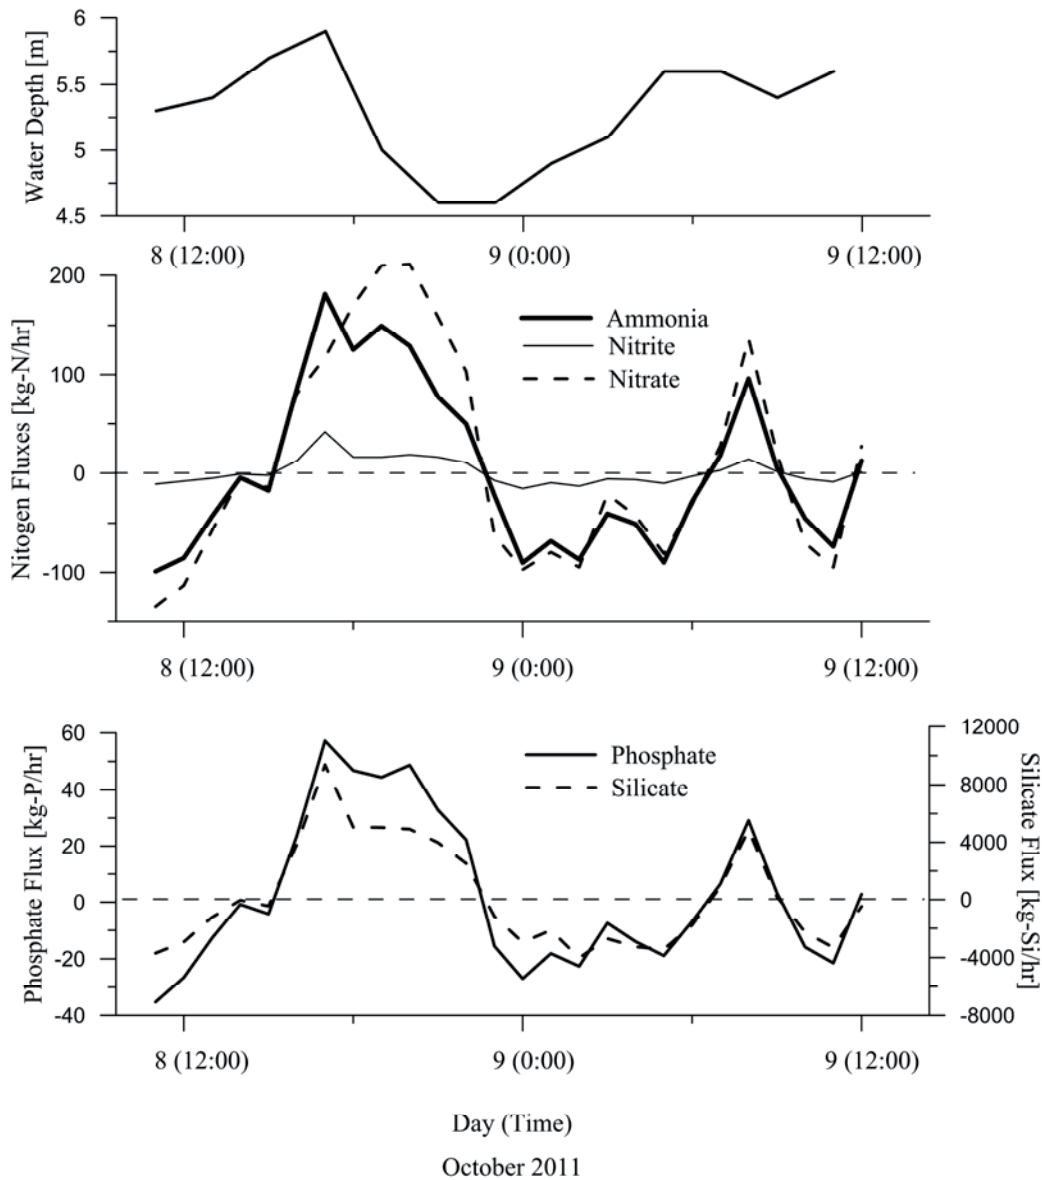 Water Depth [m]
6
5.5
5
4.5
8 (12:00)
9 (0:00)
9 (12:00)
Nitogen Fluxes [kg-N/hr]
200
100
0
-100
Ammonia
Nitrite
Nitrate
8 (12:00)
9 (0:00)
9 (12:00)
Phosphate Flux [kg-P/hr]
60
40
20
0
-20
-40
Phosphate
Silicate
12000
8000
4000
0
-4000
-8000
Silicate Flux [kg-Si/hr]
8 (12:00)
9 (0:00)
9 (12:00)
Day (Time)
October 2011